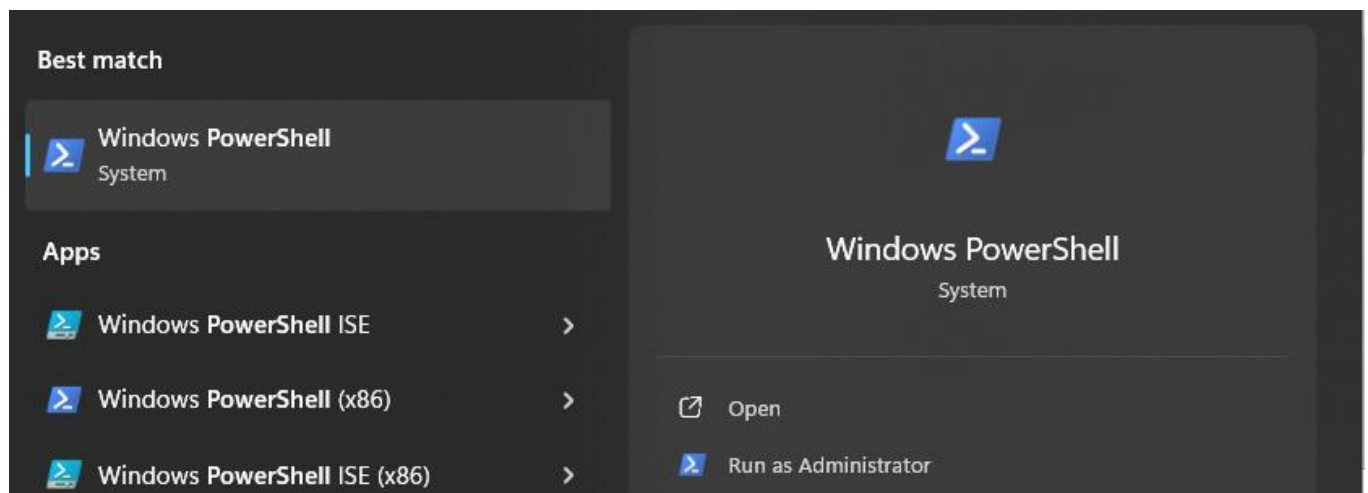 Best match
Windows PowerShell
System
Apps
Windows PowerShell ISE
Windows PowerShell (x86)
Windows PowerShell ISE (x86)
Windows PowerShell
System
Open
Run as Administrator